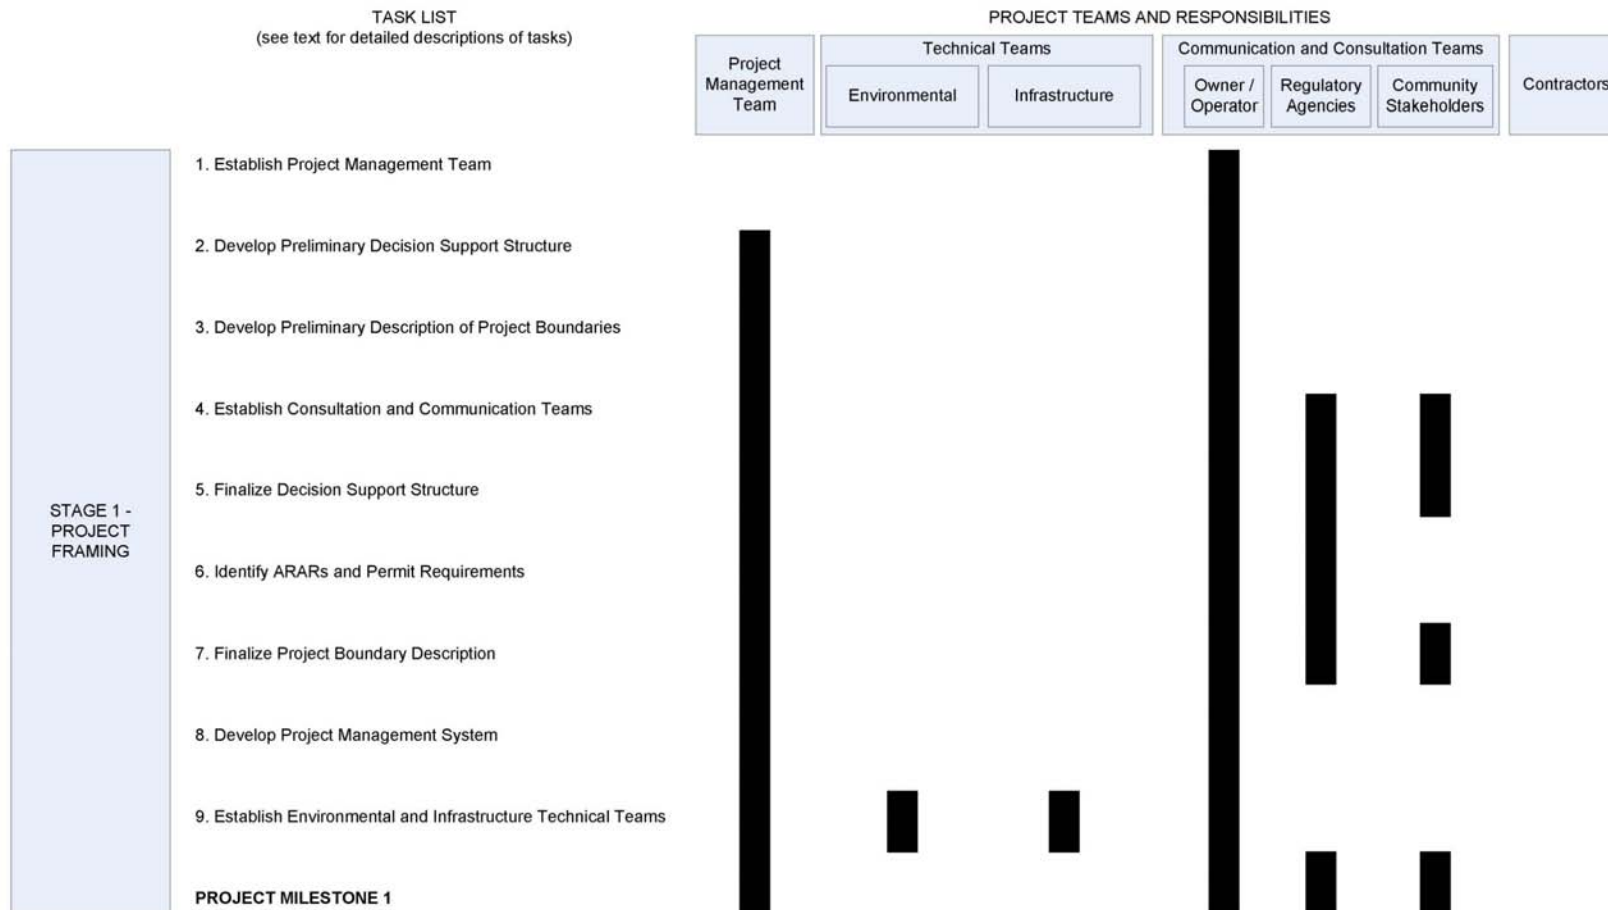 TASK LIST
(see text for detailed descriptions of tasks)
PROJECT TEAMS AND RESPONSIBILITIES
Project
Management
Team
Technical Teams
Environmental
Infrastructure
Communication and Consultation Teams
Owner /
Operator
Regulatory
Agencies
Community
Stakeholders
Contractors
STAGE 1 -
PROJECT
FRAMING
1. Establish Project Management Team
2. Develop Preliminary Decision Support Structure
3. Develop Preliminary Description of Project Boundaries
4. Establish Consultation and Communication Teams
5. Finalize Decision Support Structure
6. Identify ARARs and Permit Requirements
7. Finalize Project Boundary Description
8. Develop Project Management System
9. Establish Environmental and Infrastructure Technical Teams
PROJECT MILESTONE 1